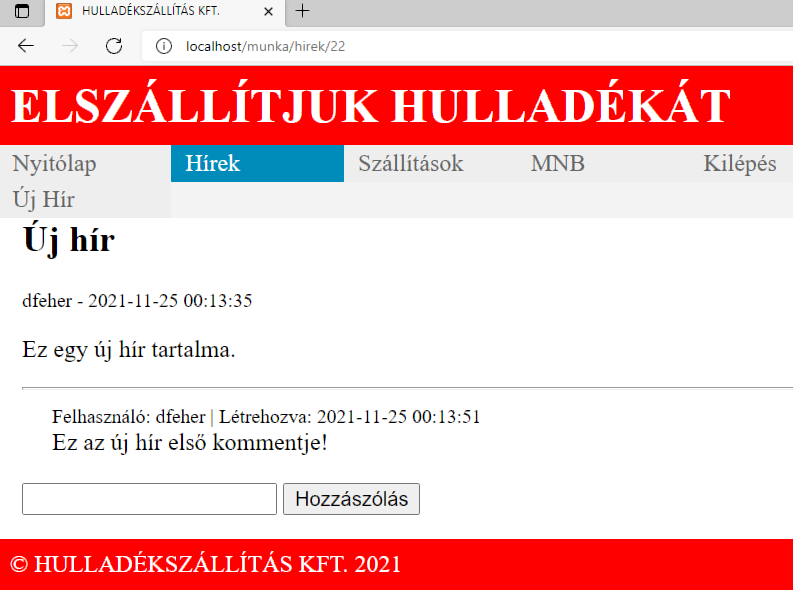 HULLADÉKSZÁLLÍTÁS KFT.
localhost/munka/hirek/22
ELSZÁLLÍTJUK HULLADÉKÁT
Nyitólap Hírek Szállítások MNB Kilépés
Új Hír
Új hír
dfeher - 2021-11-25 00:13:35
Ez egy új hír tartalma.
Felhasználó: dfeher | Létrehozva: 2021-11-25 00:13:51
Ez az új hír első kommentje!
Hozzászólás
© HULLADÉKSZÁLLÍTÁS KFT. 2021